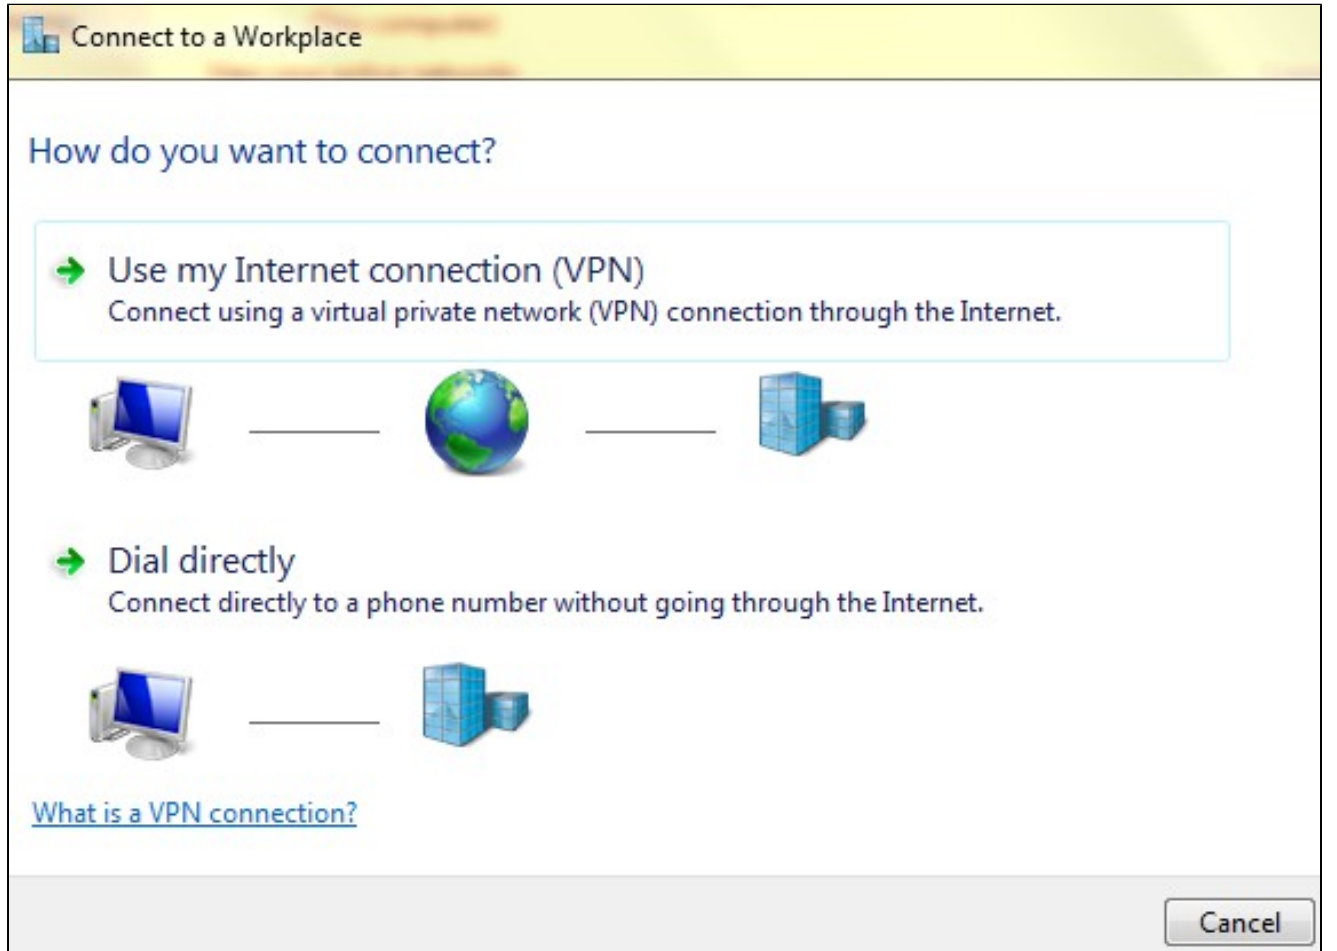 Connect to a Workplace
How do you want to connect?
Use my Internet connection (VPN)
Connect using a virtual private network (VPN) connection through the Internet.
Dial directly
Connect directly to a phone number without going through the Internet.
What is a VPN connection?
Cancel